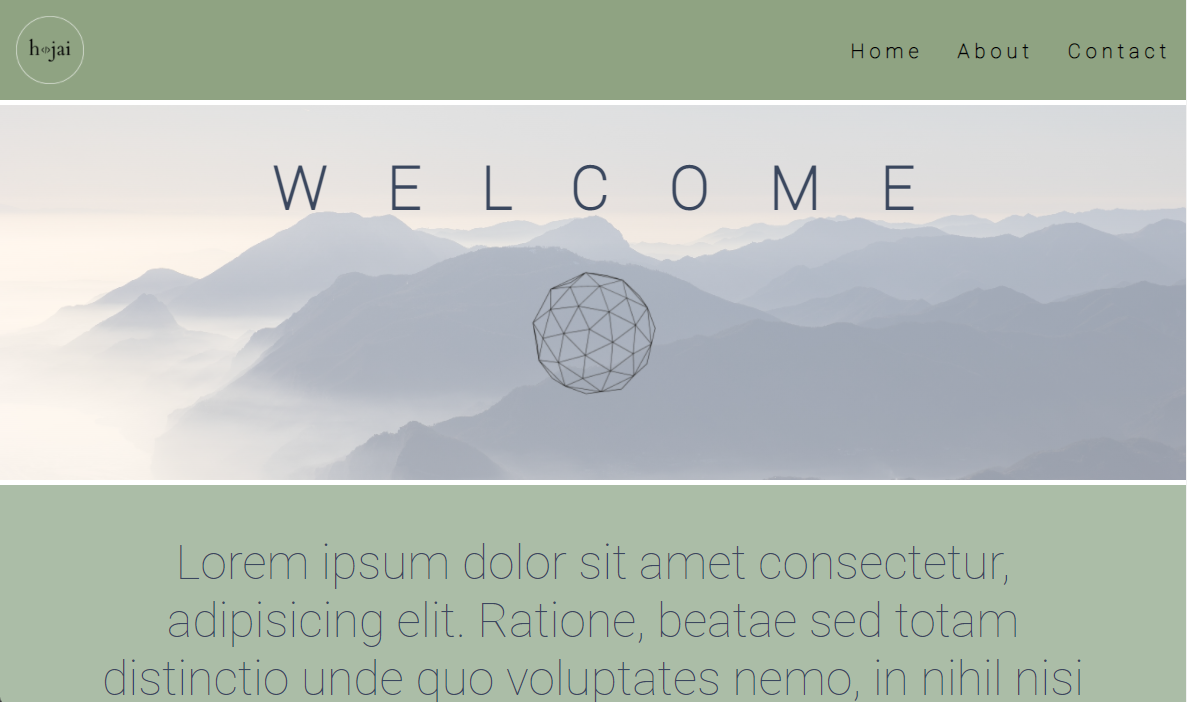 h‹/›jai
Home About Contact
WELCOME
Lorem ipsum dolor sit amet consectetur,
adipisicing elit. Ratione, beatae sed totam
distinctio unde quo voluptates nemo, in nihil nisi